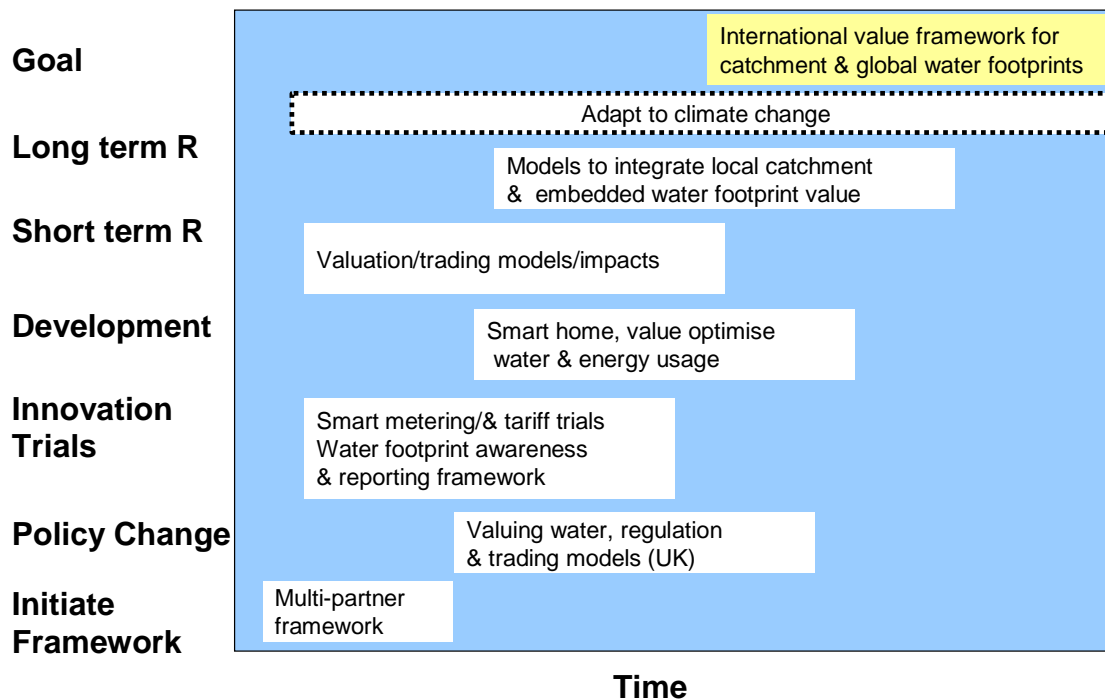 Goal
International value framework for
catchment & global water footprints
Adapt to climate change
Long term R
Models to integrate local catchment
& embedded water footprint value
Short term R
Valuation/trading models/impacts
Development
Smart home, value optimise
water & energy usage
Innovation
Trials
Smart metering/& tariff trials
Water footprint awareness
& reporting framework
Policy Change
Valuing water, regulation
& trading models (UK)
Initiate
Framework
Multi-partner
framework
Time